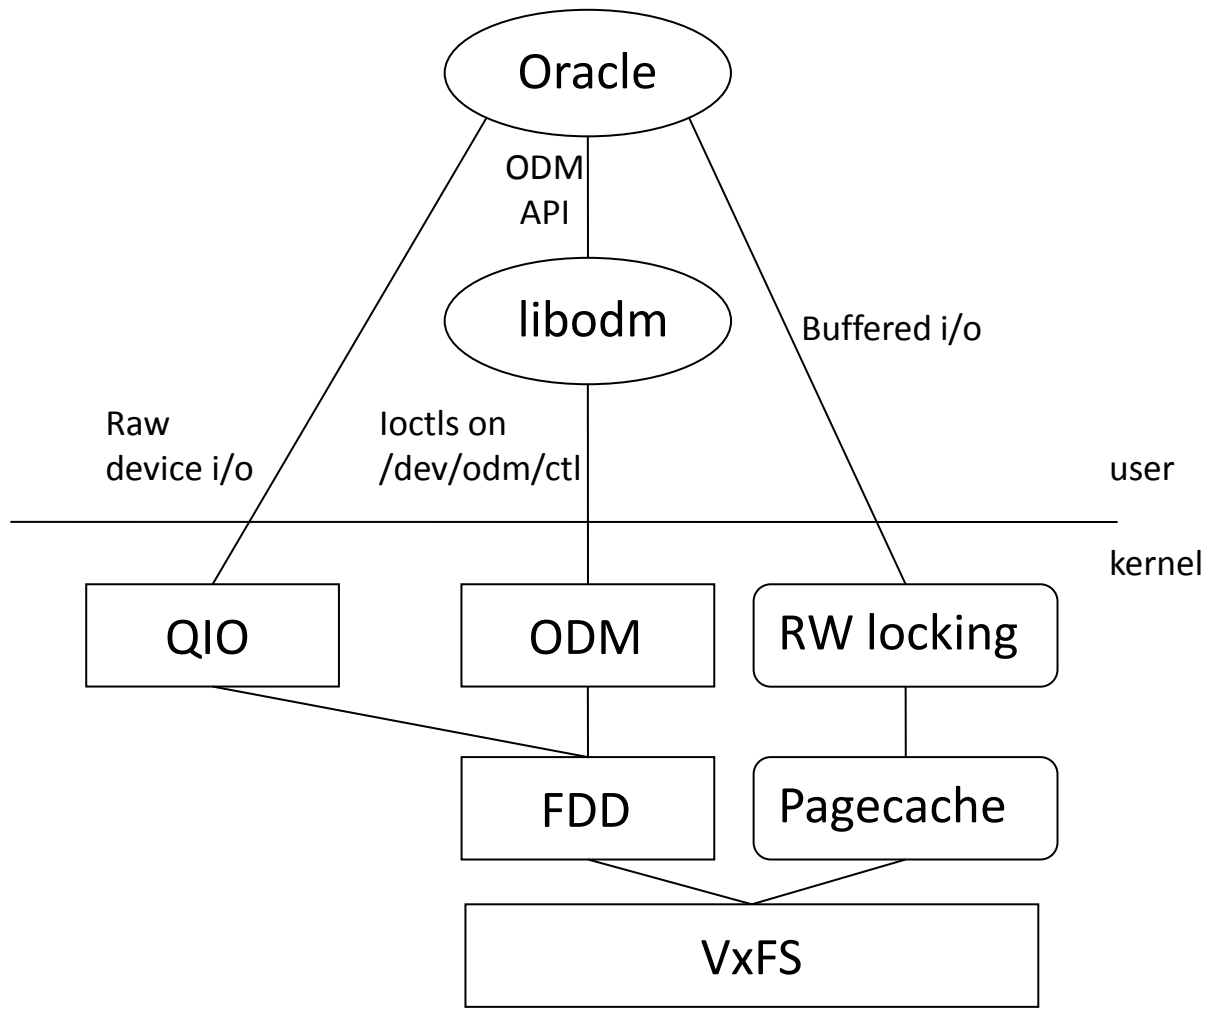 Oracle
ODM
API
libodm
Buffered i/o
Raw
device i/o
Ioctls on
/dev/odm/ctl
user
kernel
QIO
ODM
RW locking
FDD
Pagecache
VxFS